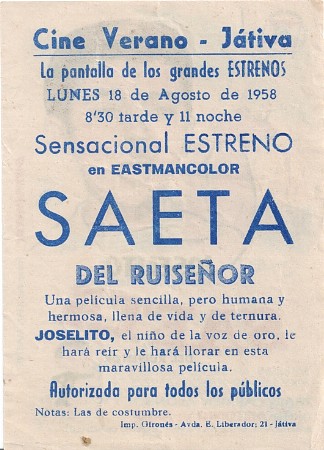 Cine Verano - Játiva
La pantalla de los grandes ESTRENOS
LUNES 18 de Agosto de 1958
8'30 tarde y 11 noche
Sensacional ESTRENO
en EASTMANCOLOR
SAETA
DEL RUISEÑOR
Una película sencilla, pero humana y
hermosa, llena de vida y de ternura.
JOSELITO, el niño de la voz de oro, le
hará reir y le hará llorar en esta
maravillosa película.
Autorizada para todos los públicos
Notas: Las de costumbre.
Imp. Gironés - Avda. E. Liberador; 21 - Játiva